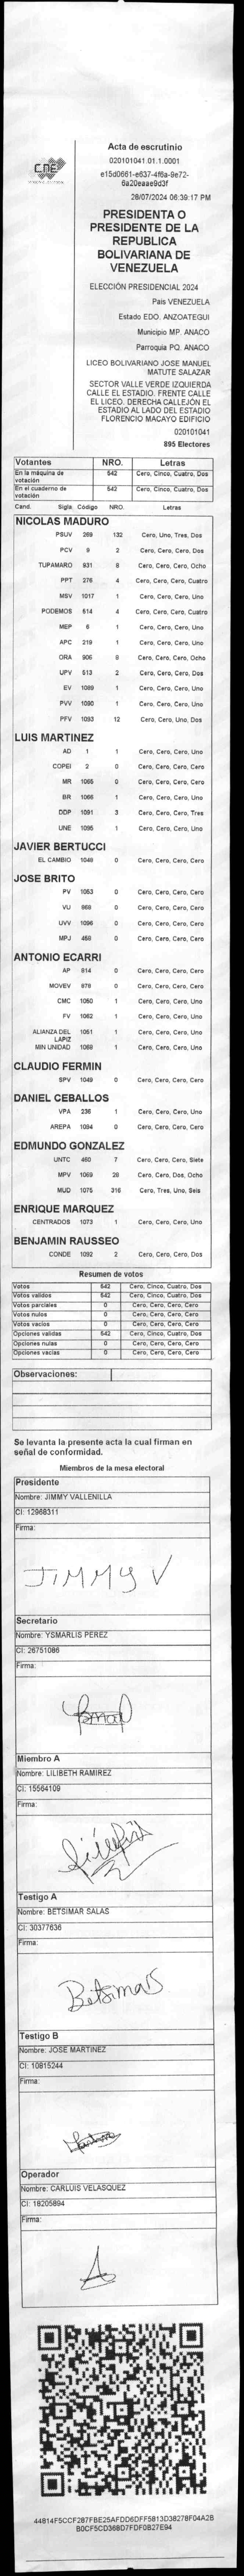 CNE
Acta de escrutinio
020101041.01.1.0001
e15d0661-e637-4f6a-9e72-
6a20eaae9d3f
28/07/2024 06:39:17 PM
PRESIDENTA O
PRESIDENTE DE LA
REPUBLICA
BOLIVARIANA DE
VENEZUELA
ELECCIÓN PRESIDENCIAL 2024
País VENEZUELA
Estado EDO. ANZOATEGUI
Municipio MP. ANACO
Parroquia PQ. ANACO
LICEO BOLIVARIANO JOSE MANUEL
MATUTE SALAZAR
SECTOR VALLE VERDE IZQUIERDA
CALLE EL ESTADIO. FRENTE CALLE
EL LICEO. DERECHA CALLEJÓN EL
ESTADIO AL LADO DEL ESTADIO
FLORENCIO MACAYO EDIFICIO
020101041
895 Electores
Votantes NRO. Letras
En la máquina de votación 542 Cero, Cinco, Cuatro, Dos
En el cuaderno de votación 542 Cero, Cinco, Cuatro, Dos
Cand. Sigla Código NRO. Letras
NICOLAS MADURO
PSUV 269 132 Cero, Uno, Tres, Dos
PCV 9 2 Cero, Cero, Cero, Dos
TUPAMARO 931 8 Cero, Cero, Cero, Ocho
PPT 276 4 Cero, Cero, Cero, Cuatro
MSV 1017 1 Cero, Cero, Cero, Uno
PODEMOS 614 4 Cero, Cero, Cero, Cuatro
MEP 6 1 Cero, Cero, Cero, Uno
APC 219 1 Cero, Cero, Cero, Uno
ORA 906 8 Cero, Cero, Cero, Ocho
UPV 513 2 Cero, Cero, Cero, Dos
EV 1089 1 Cero, Cero, Cero, Uno
PVV 1090 1 Cero, Cero, Cero, Uno
PFV 1093 12 Cero, Cero, Uno, Dos
LUIS MARTINEZ
AD 1 1 Cero, Cero, Cero, Uno
COPEI 2 0 Cero, Cero, Cero, Cero
MR 1065 0 Cero, Cero, Cero, Cero
BR 1066 1 Cero, Cero, Cero, Uno
DDP 1091 3 Cero, Cero, Cero, Tres
UNE 1095 1 Cero, Cero, Cero, Uno
JAVIER BERTUCCI
EL CAMBIO 1048 0 Cero, Cero, Cero, Cero
JOSE BRITO
PV 1053 0 Cero, Cero, Cero, Cero
VU 868 0 Cero, Cero, Cero, Cero
UVV 1096 0 Cero, Cero, Cero, Cero
MPJ 458 0 Cero, Cero, Cero, Cero
ANTONIO ECARRI
AP 814 0 Cero, Cero, Cero, Cero
MOVEV 878 0 Cero, Cero, Cero, Cero
CMC 1050 1 Cero, Cero, Cero, Uno
FV 1062 1 Cero, Cero, Cero, Uno
ALIANZA DEL LAPIZ 1051 1 Cero, Cero, Cero, Uno
MIN UNIDAD 1068 1 Cero, Cero, Cero, Uno
CLAUDIO FERMIN
SPV 1049 0 Cero, Cero, Cero, Cero
DANIEL CEBALLOS
VPA 236 1 Cero, Cero, Cero, Uno
AREPA 1094 0 Cero, Cero, Cero, Cero
EDMUNDO GONZALEZ
UNTC 460 7 Cero, Cero, Cero, Siete
MPV 1069 28 Cero, Cero, Dos, Ocho
MUD 1075 316 Cero, Tres, Uno, Seis
ENRIQUE MARQUEZ
CENTRADOS 1073 1 Cero, Cero, Cero, Uno
BENJAMIN RAUSSEO
CONDE 1092 2 Cero, Cero, Cero, Dos
Resumen de votos
Votos 542 Cero, Cinco, Cuatro, Dos
Votos validos 542 Cero, Cinco, Cuatro, Dos
Votos parciales 0 Cero, Cero, Cero, Cero
Votos nulos 0 Cero, Cero, Cero, Cero
Votos vacíos 0 Cero, Cero, Cero, Cero
Opciones validas 542 Cero, Cinco, Cuatro, Dos
Opciones nulas 0 Cero, Cero, Cero, Cero
Opciones vacías 0 Cero, Cero, Cero, Cero
Observaciones:
Se levanta la presente acta la cual firman en
señal de conformidad.
Miembros de la mesa electoral
Presidente
Nombre: JIMMY VALLENILLA
CI: 12968311
Firma:
JIMMY V
Secretario
Nombre: YSMARLIS PEREZ
CI: 26751086
Firma:
Miembro A
Nombre: LILIBETH RAMIREZ
CI: 15564109
Firma:
Testigo A
Nombre: BETSIMAR SALAS
CI: 30377636
Firma:
Betsimar S
Testigo B
Nombre: JOSE MARTINEZ
CI: 10815244
Firma:
Operador
Nombre: CARLUIS VELASQUEZ
CI: 18205894
Firma:
44814F5CCF287FBE25AFDD6DFF5813D38278F04A2B
B0CF5CD368D7FDF0B27E94